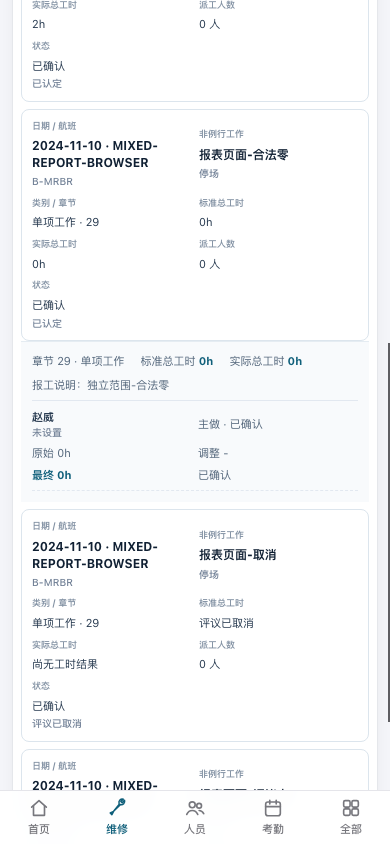 实际总工时
派工人数
2h
0 人
状态
已确认
已认定
日期 / 航班
非例行工作
2024-11-10 · MIXED-
REPORT-BROWSER
报表页面-合法零
B-MRBR
停场
类别 / 章节
标准总工时
单项工作 · 29
0h
实际总工时
派工人数
0h
0 人
状态
已确认
已认定
章节 29 · 单项工作 标准总工时 0h 实际总工时 0h
报工说明：独立范围-合法零
赵威
未设置
主做 · 已确认
原始 0h
调整 -
最终 0h
已确认
日期 / 航班
非例行工作
2024-11-10 · MIXED-
REPORT-BROWSER
报表页面-取消
B-MRBR
停场
类别 / 章节
标准总工时
单项工作 · 29
评议已取消
实际总工时
派工人数
尚无工时结果
0 人
状态
已确认
评议已取消
日期 / 航班
非例行工作
2024-11-10 · MIXED-
首页
维修
人员
考勤
全部